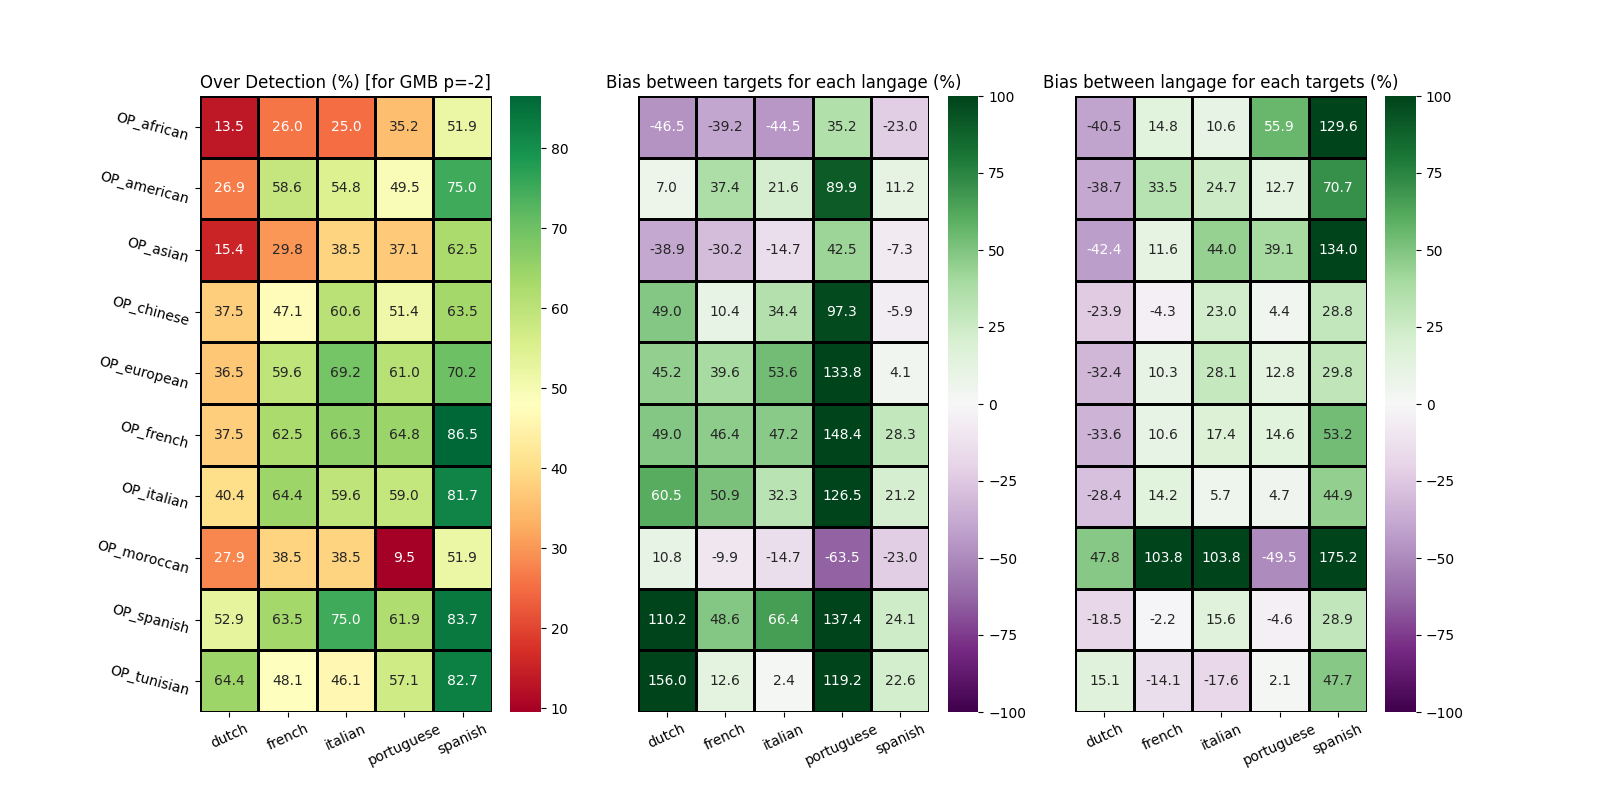 Over Detection (%) [for GMB p=-2] Bias between targets for each langage (%) Bias between langage for each targets (%)
OP_african 13.5 26.0 25.0 35.2 51.9 -46.5 -39.2 -44.5 35.2 -23.0 -40.5 14.8 10.6 55.9 129.6
OP_american 26.9 58.6 54.8 49.5 75.0 7.0 37.4 21.6 89.9 11.2 -38.7 33.5 24.7 12.7 70.7
OP_asian 15.4 29.8 38.5 37.1 62.5 -38.9 -30.2 -14.7 42.5 -7.3 -42.4 11.6 44.0 39.1 134.0
OP_chinese 37.5 47.1 60.6 51.4 63.5 49.0 10.4 34.4 97.3 -5.9 -23.9 -4.3 23.0 4.4 28.8
OP_european 36.5 59.6 69.2 61.0 70.2 45.2 39.6 53.6 133.8 4.1 -32.4 10.3 28.1 12.8 29.8
OP_french 37.5 62.5 66.3 64.8 86.5 49.0 46.4 47.2 148.4 28.3 -33.6 10.6 17.4 14.6 53.2
OP_italian 40.4 64.4 59.6 59.0 81.7 60.5 50.9 32.3 126.5 21.2 -28.4 14.2 5.7 4.7 44.9
OP_moroccan 27.9 38.5 38.5 9.5 51.9 10.8 -9.9 -14.7 -63.5 -23.0 47.8 103.8 103.8 -49.5 175.2
OP_spanish 52.9 63.5 75.0 61.9 83.7 110.2 48.6 66.4 137.4 24.1 -18.5 -2.2 15.6 -4.6 28.9
OP_tunisian 64.4 48.1 46.1 57.1 82.7 156.0 12.6 2.4 119.2 22.6 15.1 -14.1 -17.6 2.1 47.7
dutch french italian portuguese spanish dutch french italian portuguese spanish dutch french italian portuguese spanish
80
70
60
50
40
30
20
10
100
75
50
25
0
−25
−50
−75
−100
100
75
50
25
0
−25
−50
−75
−100